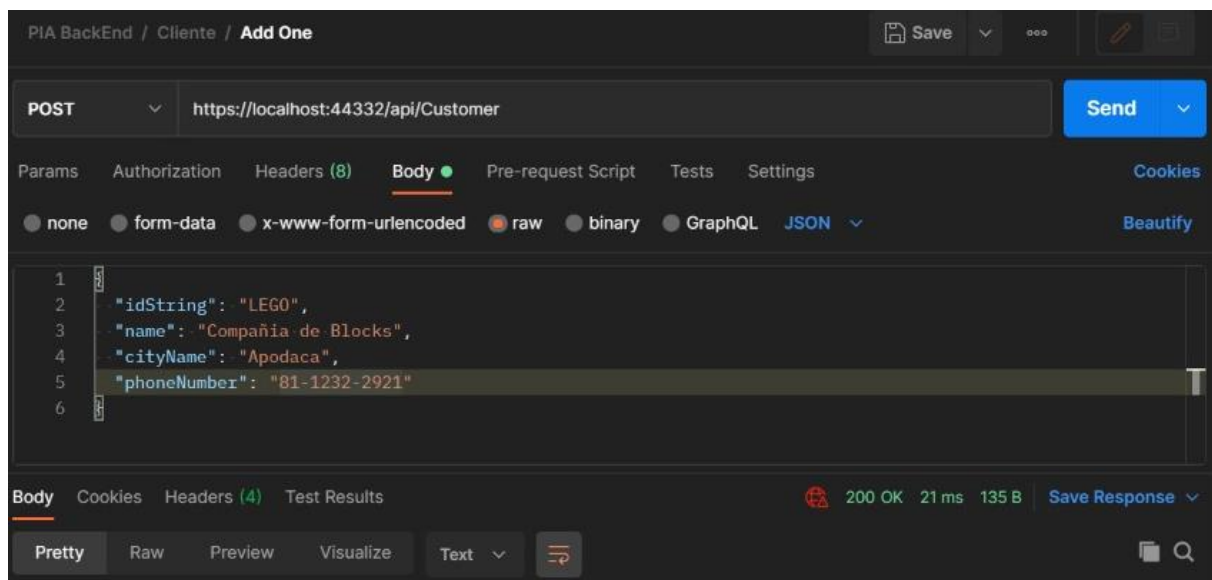 PIA BackEnd / Cliente / Add One
Save
POST https://localhost:44332/api/Customer Send
Params Authorization Headers (8) Body Pre-request Script Tests Settings Cookies
none form-data x-www-form-urlencoded raw binary GraphQL JSON Beautify
1 {
2 "idString": "LEGO",
3 "name": "Compañia de Blocks",
4 "cityName": "Apodaca",
5 "phoneNumber": "81-1232-2921"
6 }
Body Cookies Headers (4) Test Results 200 OK 21 ms 135 B Save Response
Pretty Raw Preview Visualize Text